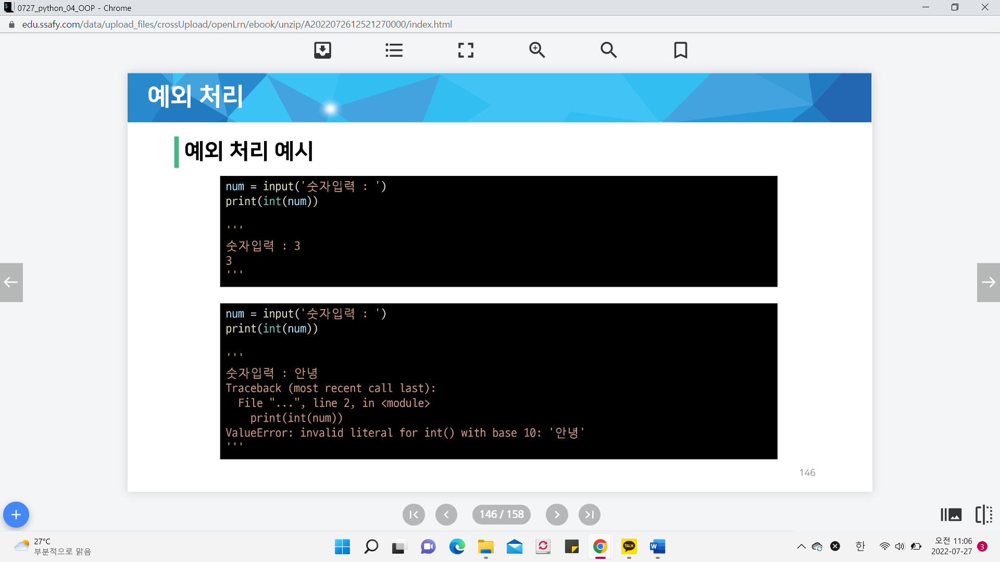 0727_python_04_OOP - Chrome
edu.ssafy.com/data/upload_files/crossUpload/openLrn/ebook/unzip/A2022072612521270000/index.html
예외 처리
예외 처리 예시
num = input('숫자입력 : ')
print(int(num))
'''
숫자입력 : 3
3
'''
num = input('숫자입력 : ')
print(int(num))
'''
숫자입력 : 안녕
Traceback (most recent call last):
  File "...", line 2, in <module>
    print(int(num))
ValueError: invalid literal for int() with base 10: '안녕'
'''
146
146 / 158
27°C
부분적으로 맑음
TALK
W
한
오전 11:06
2022-07-27
3